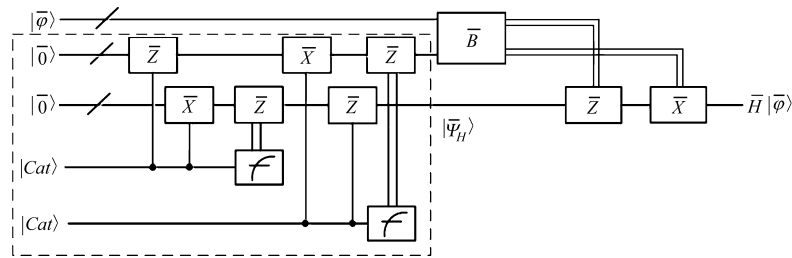 |φ̅⟩ B̅
|0̅⟩ Z̅ X̅ Z̅
|0̅⟩ X̅ Z̅ Z̅ |Ψ̅_H⟩ Z̅ X̅ H̅ |φ̅⟩
|Cat⟩
|Cat⟩